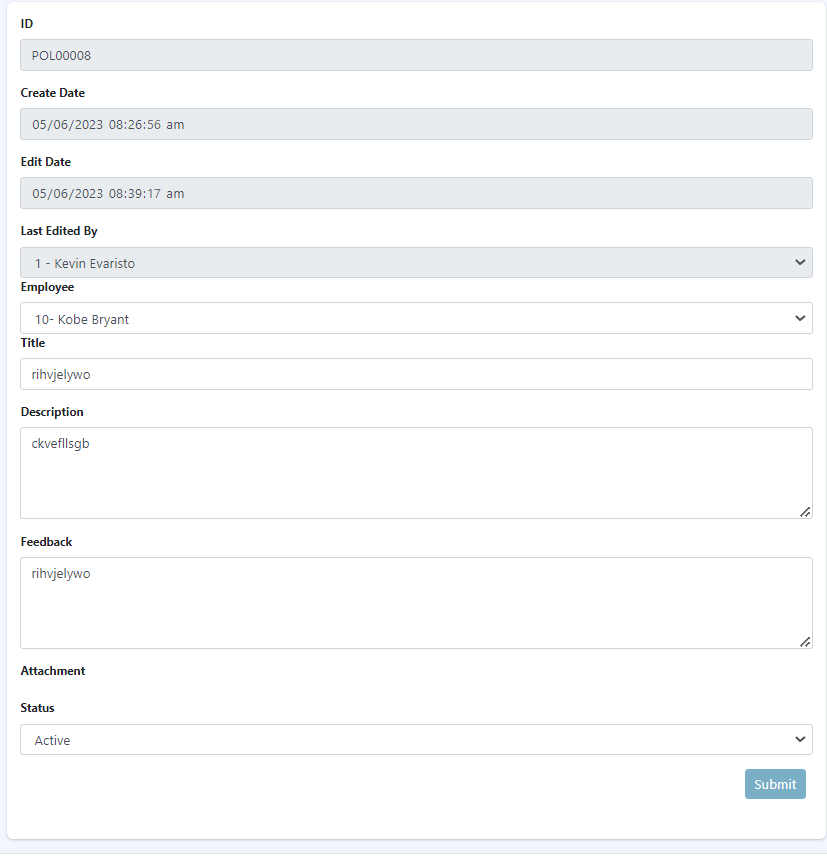 ID
POL00008
Create Date
05/06/2023 08:26:56 am
Edit Date
05/06/2023 08:39:17 am
Last Edited By
1 - Kevin Evaristo
Employee
10- Kobe Bryant
Title
rihvjelywo
Description
ckvefllsgb
Feedback
rihvjelywo
Attachment
Status
Active
Submit